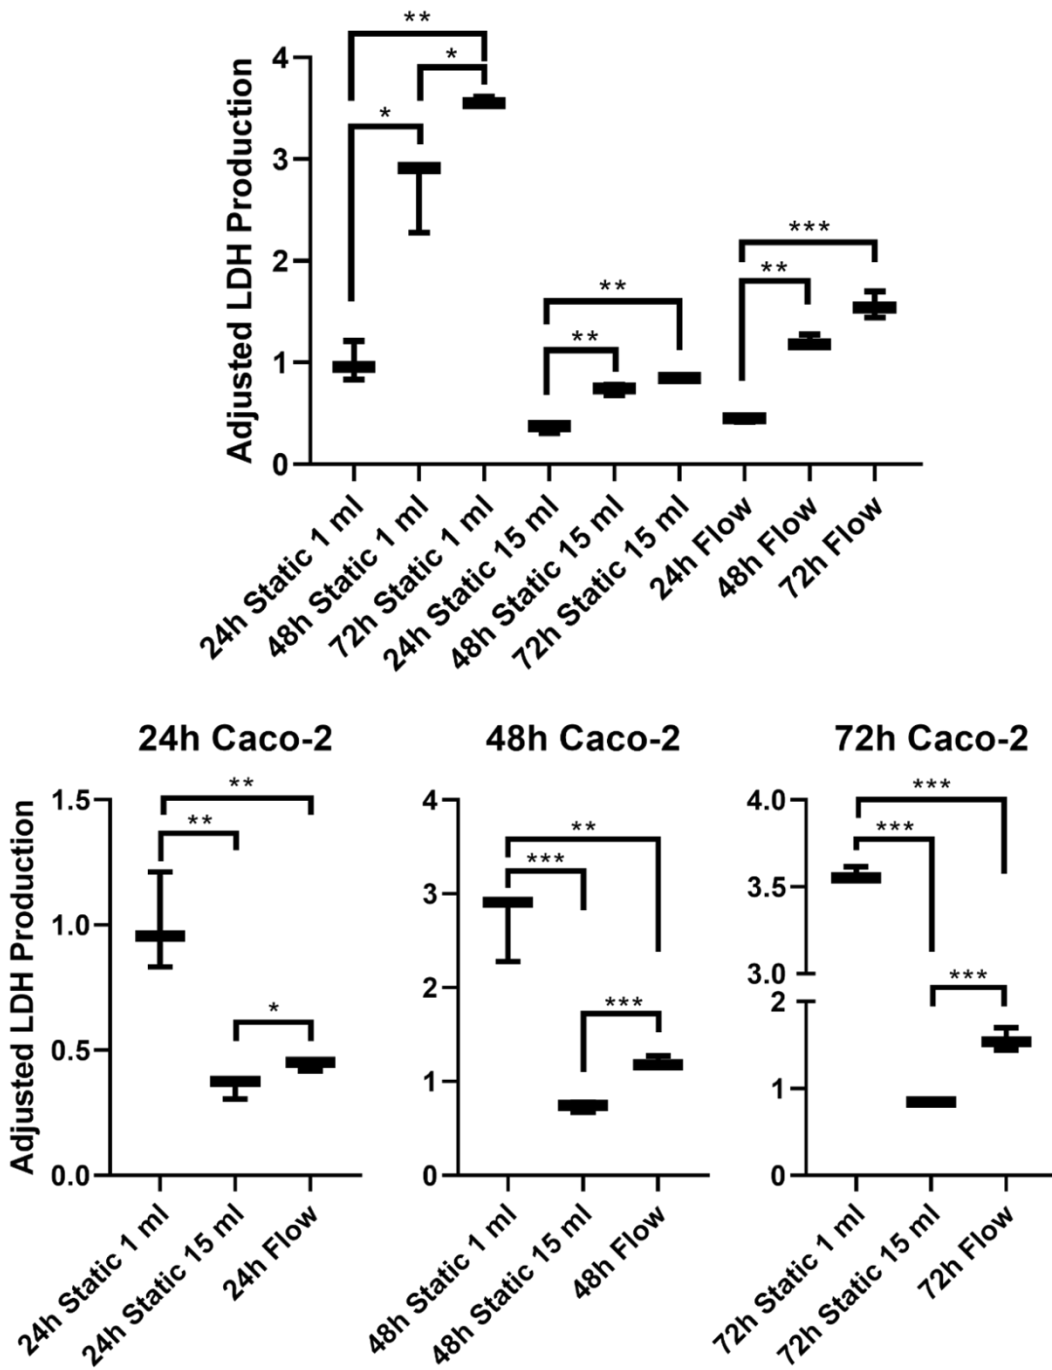 Adjusted LDH Production
4
3
2
1
0
**
*
*
**
**
***
**
24h Static 1 ml
48h Static 1 ml
72h Static 1 ml
24h Static 15 ml
48h Static 15 ml
72h Static 15 ml
24h Flow
48h Flow
72h Flow
24h Caco-2
Adjusted LDH Production
1.5
1.0
0.5
0.0
**
**
*
24h Static 1 ml
24h Static 15 ml
24h Flow
48h Caco-2
4
3
2
1
0
**
***
***
48h Static 1 ml
48h Static 15 ml
48h Flow
72h Caco-2
4.0
3.5
3.0
2
1
0
***
***
***
72h Static 1 ml
72h Static 15 ml
72h Flow